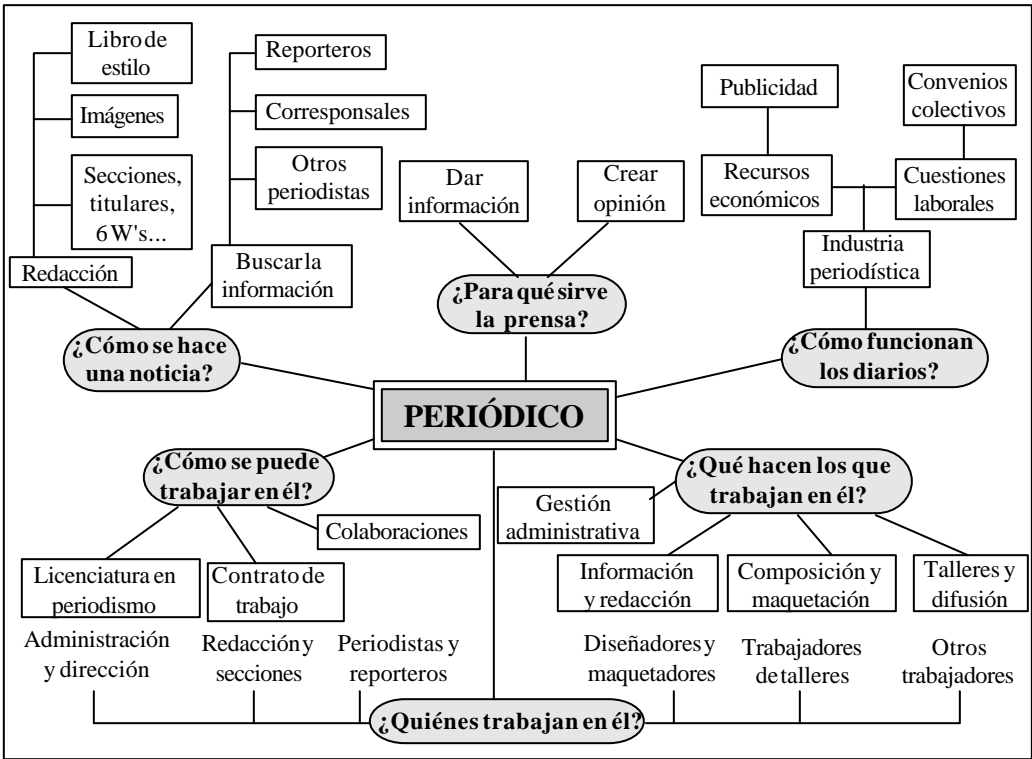 Libro de
estilo
Imágenes
Secciones,
titulares,
6 W's...
Redacción
Reporteros
Corresponsales
Otros
periodistas
Buscar la
información
¿Cómo se hace
una noticia?
Dar
información
Crear
opinión
¿Para qué sirve
la prensa?
Publicidad
Convenios
colectivos
Recursos
económicos
Cuestiones
laborales
Industria
periodística
¿Cómo funcionan
los diarios?
PERIÓDICO
¿Cómo se puede
trabajar en él?
Colaboraciones
Licenciatura en
periodismo
Contrato de
trabajo
¿Qué hacen los que
trabajan en él?
Gestión
administrativa
Información
y redacción
Composición y
maquetación
Talleres y
difusión
Administración
y dirección
Redacción y
secciones
Periodistas y
reporteros
Diseñadores y
maquetadores
Trabajadores
de talleres
Otros
trabajadores
¿Quiénes trabajan en él?